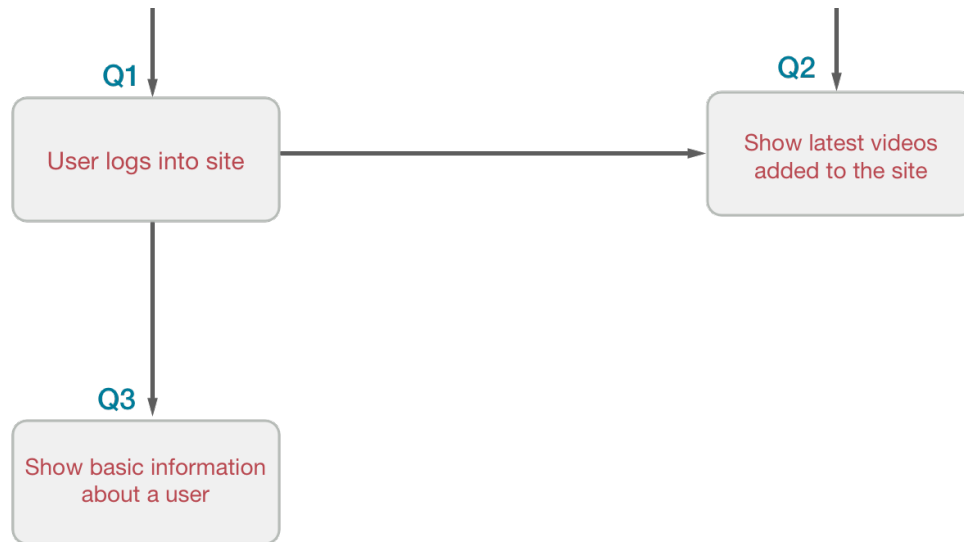 Q1
User logs into site
Q2
Show latest videos
added to the site
Q3
Show basic information
about a user